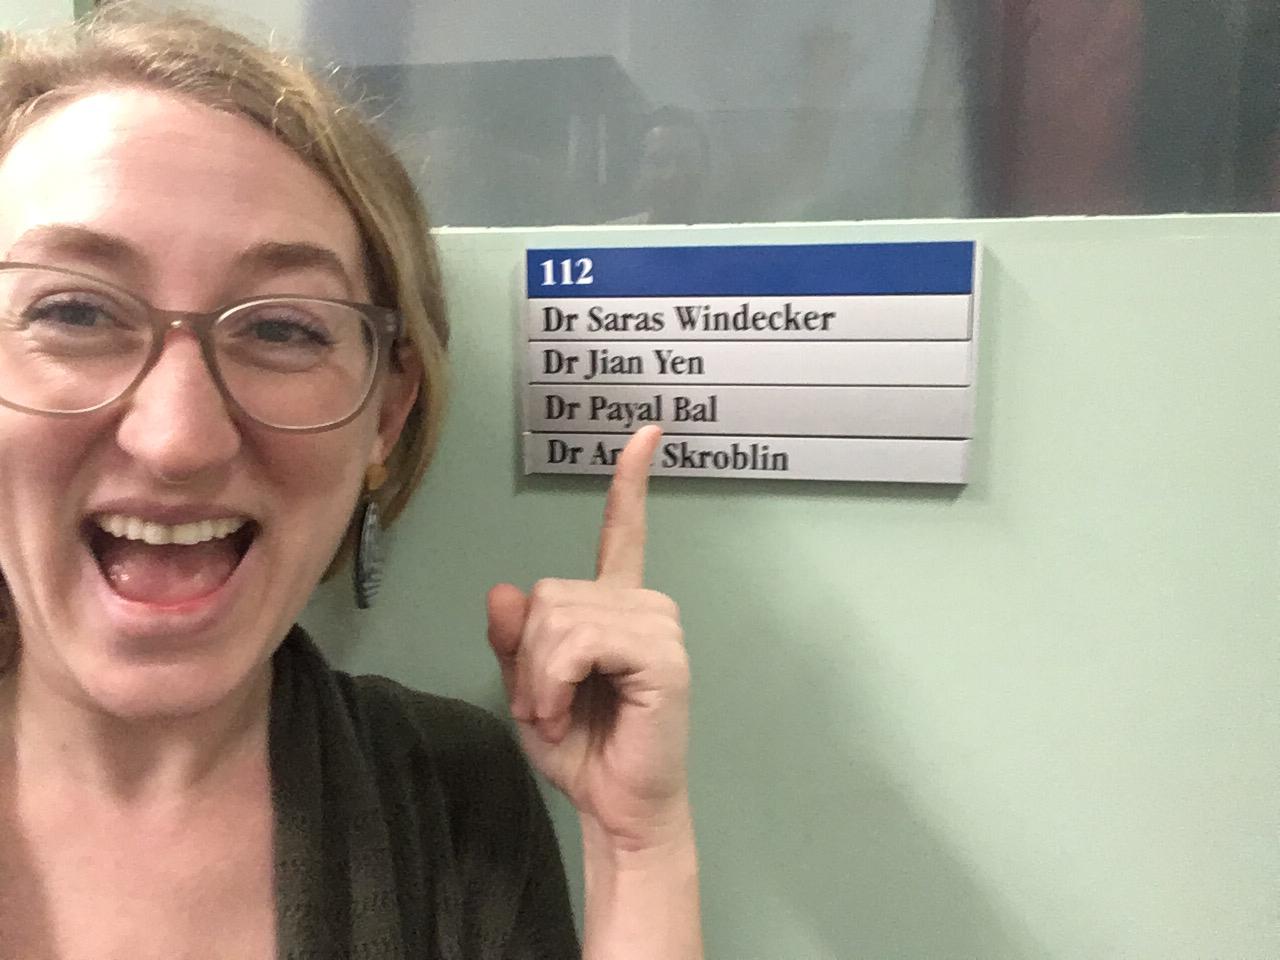 112
Dr Saras Windecker
Dr Jian Yen
Dr Payal Bal
Dr Skroblin